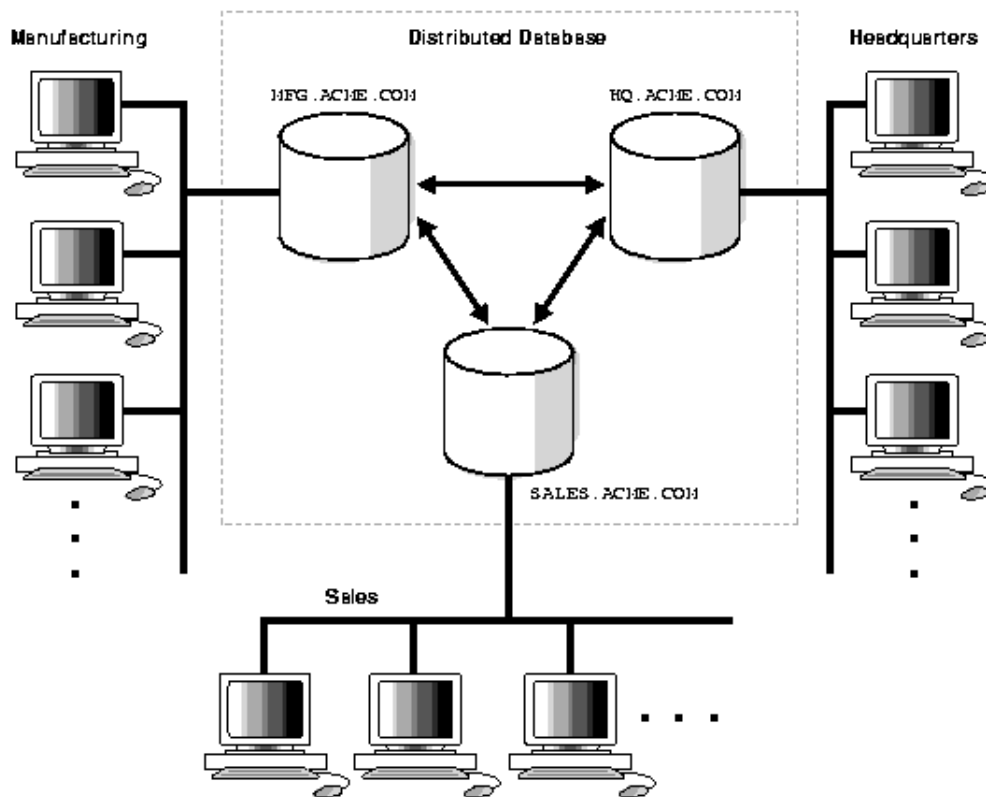 Manufacturing
Distributed Database
Headquarters
MFG.ACME.COM
HQ.ACME.COM
SALES.ACME.COM
Sales